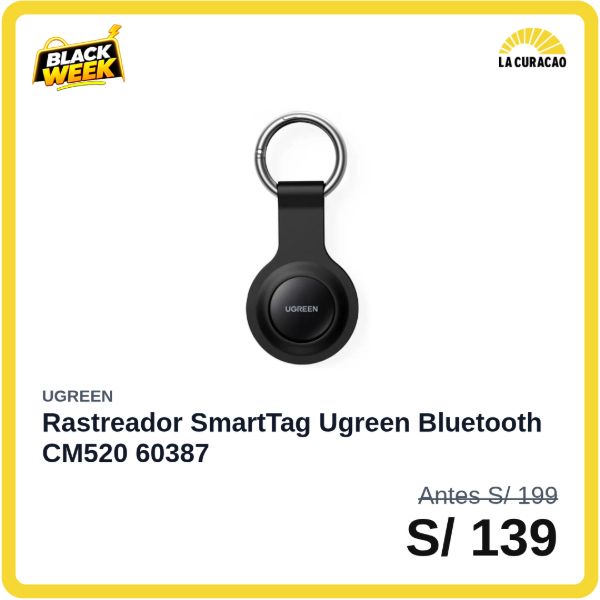 BLACK
WEEK
LA CURACAO
UGREEN
UGREEN
Rastreador SmartTag Ugreen Bluetooth
CM520 60387
Antes S/ 199
S/ 139